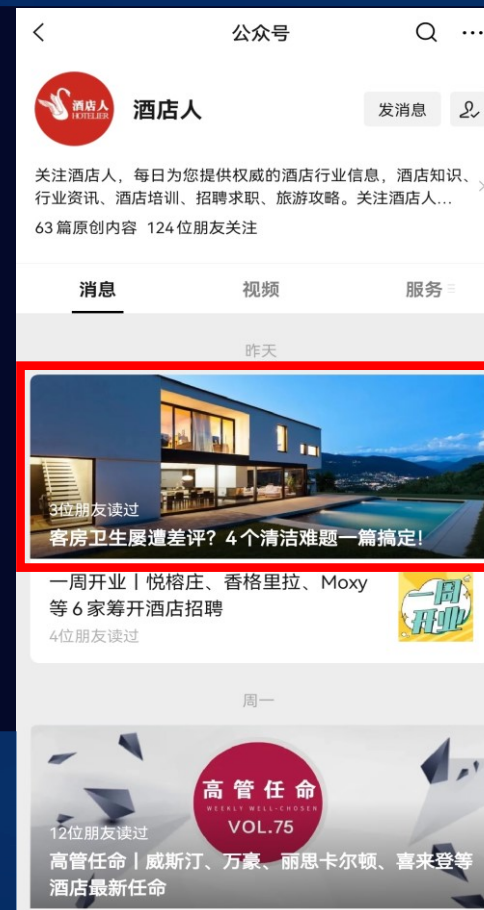 公众号
酒店人
HOTELIER
酒店人
发消息
关注酒店人，每日为您提供权威的酒店行业信息，酒店知识、
行业资讯、酒店培训、招聘求职、旅游攻略。关注酒店人...
63篇原创内容 124位朋友关注
消息
视频
服务
昨天
3位朋友读过
客房卫生屡遭差评？4个清洁难题一篇搞定！
一周开业丨悦榕庄、香格里拉、Moxy
等6家筹开酒店招聘
4位朋友读过
一周
开业
周一
高管任命
WEEKLY WELL-CHOSEN
VOL.75
12位朋友读过
高管任命丨威斯汀、万豪、丽思卡尔顿、喜来登等
酒店最新任命